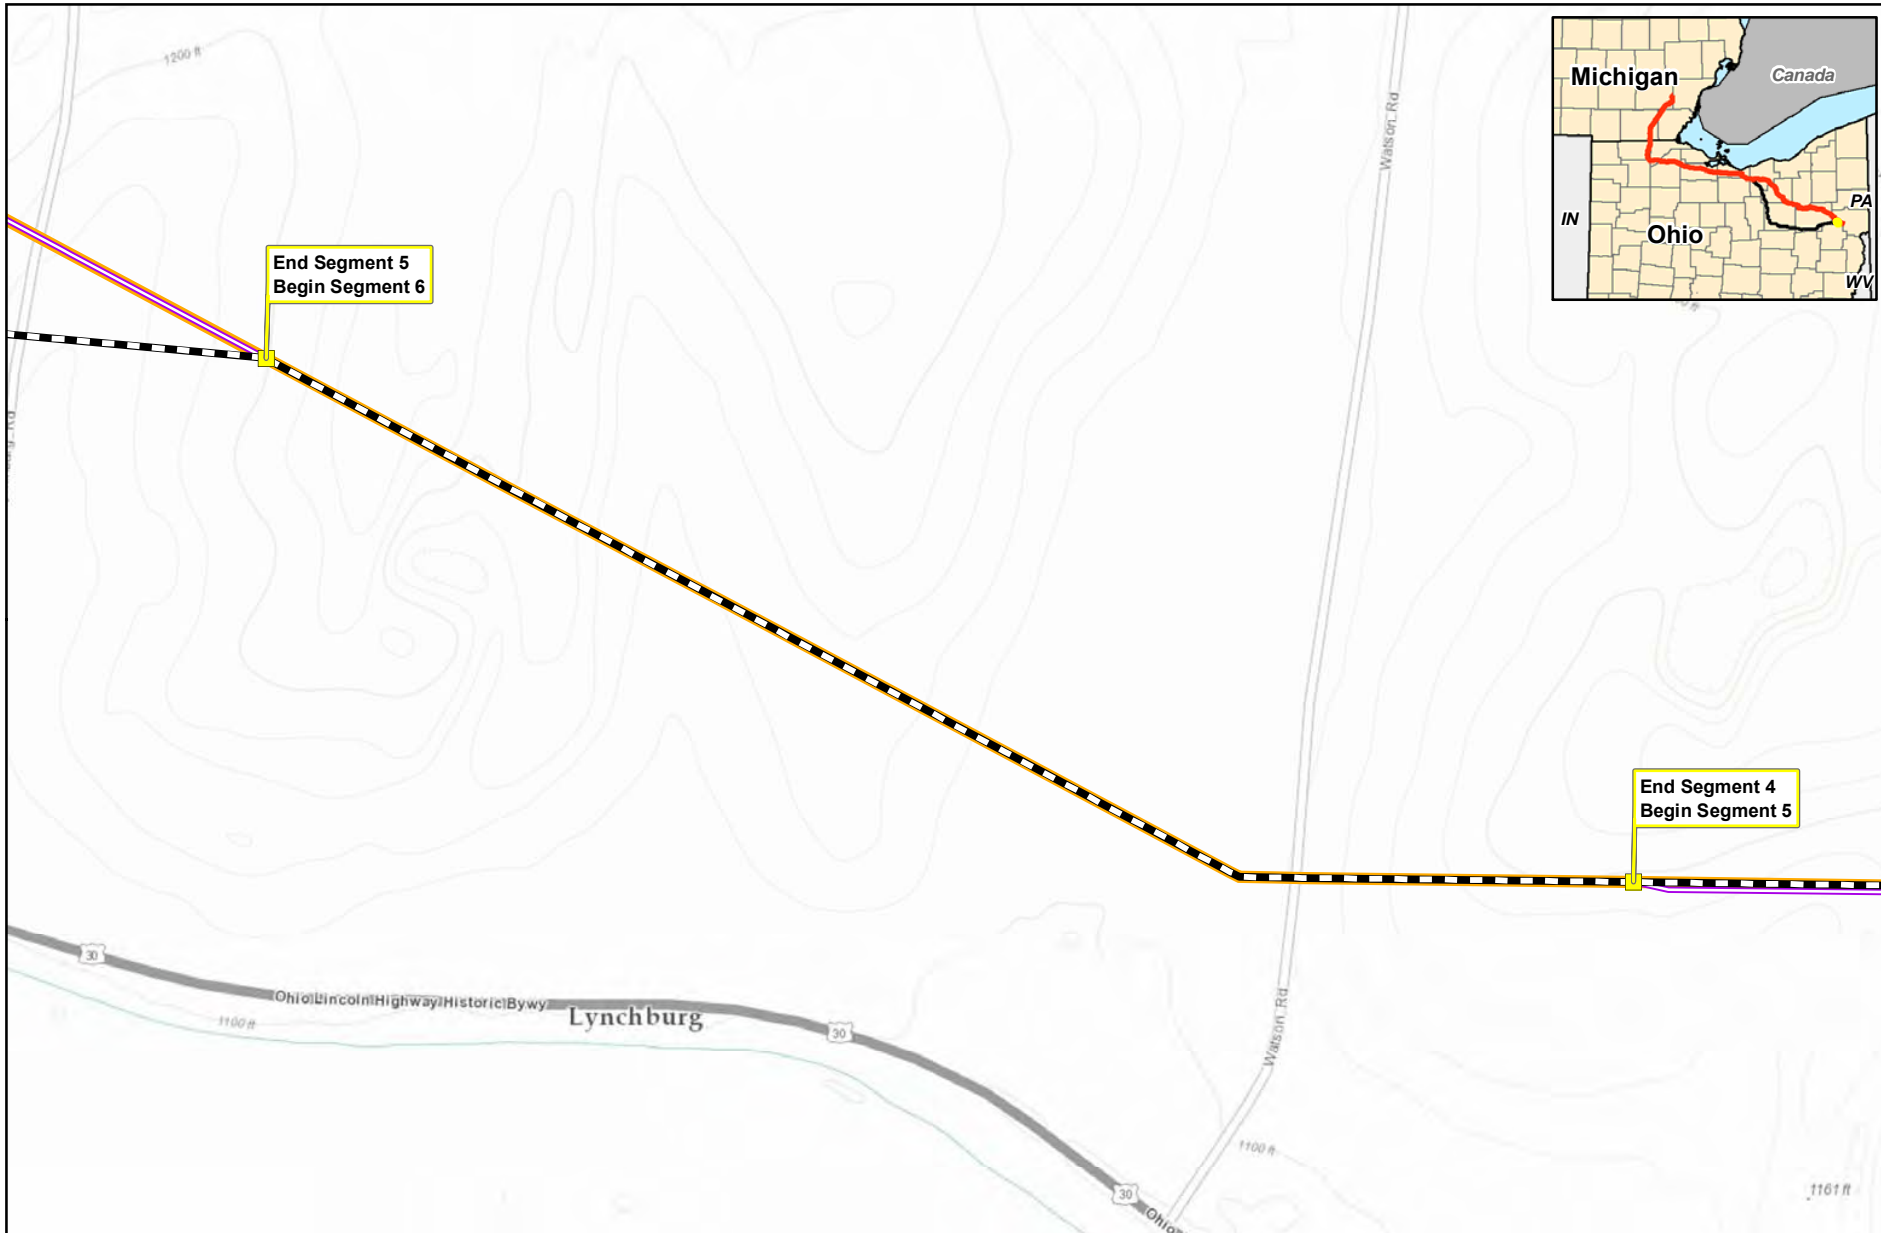 1200 ft
Watson Rd
Michigan
Canada
IN
Ohio
PA
WV
End Segment 5
Begin Segment 6
End Segment 4
Begin Segment 5
30
Ohio Lincoln Highway Historic Bywy
1100 ft
Lynchburg
30
Watson Rd
1100 ft
30
1161 ft